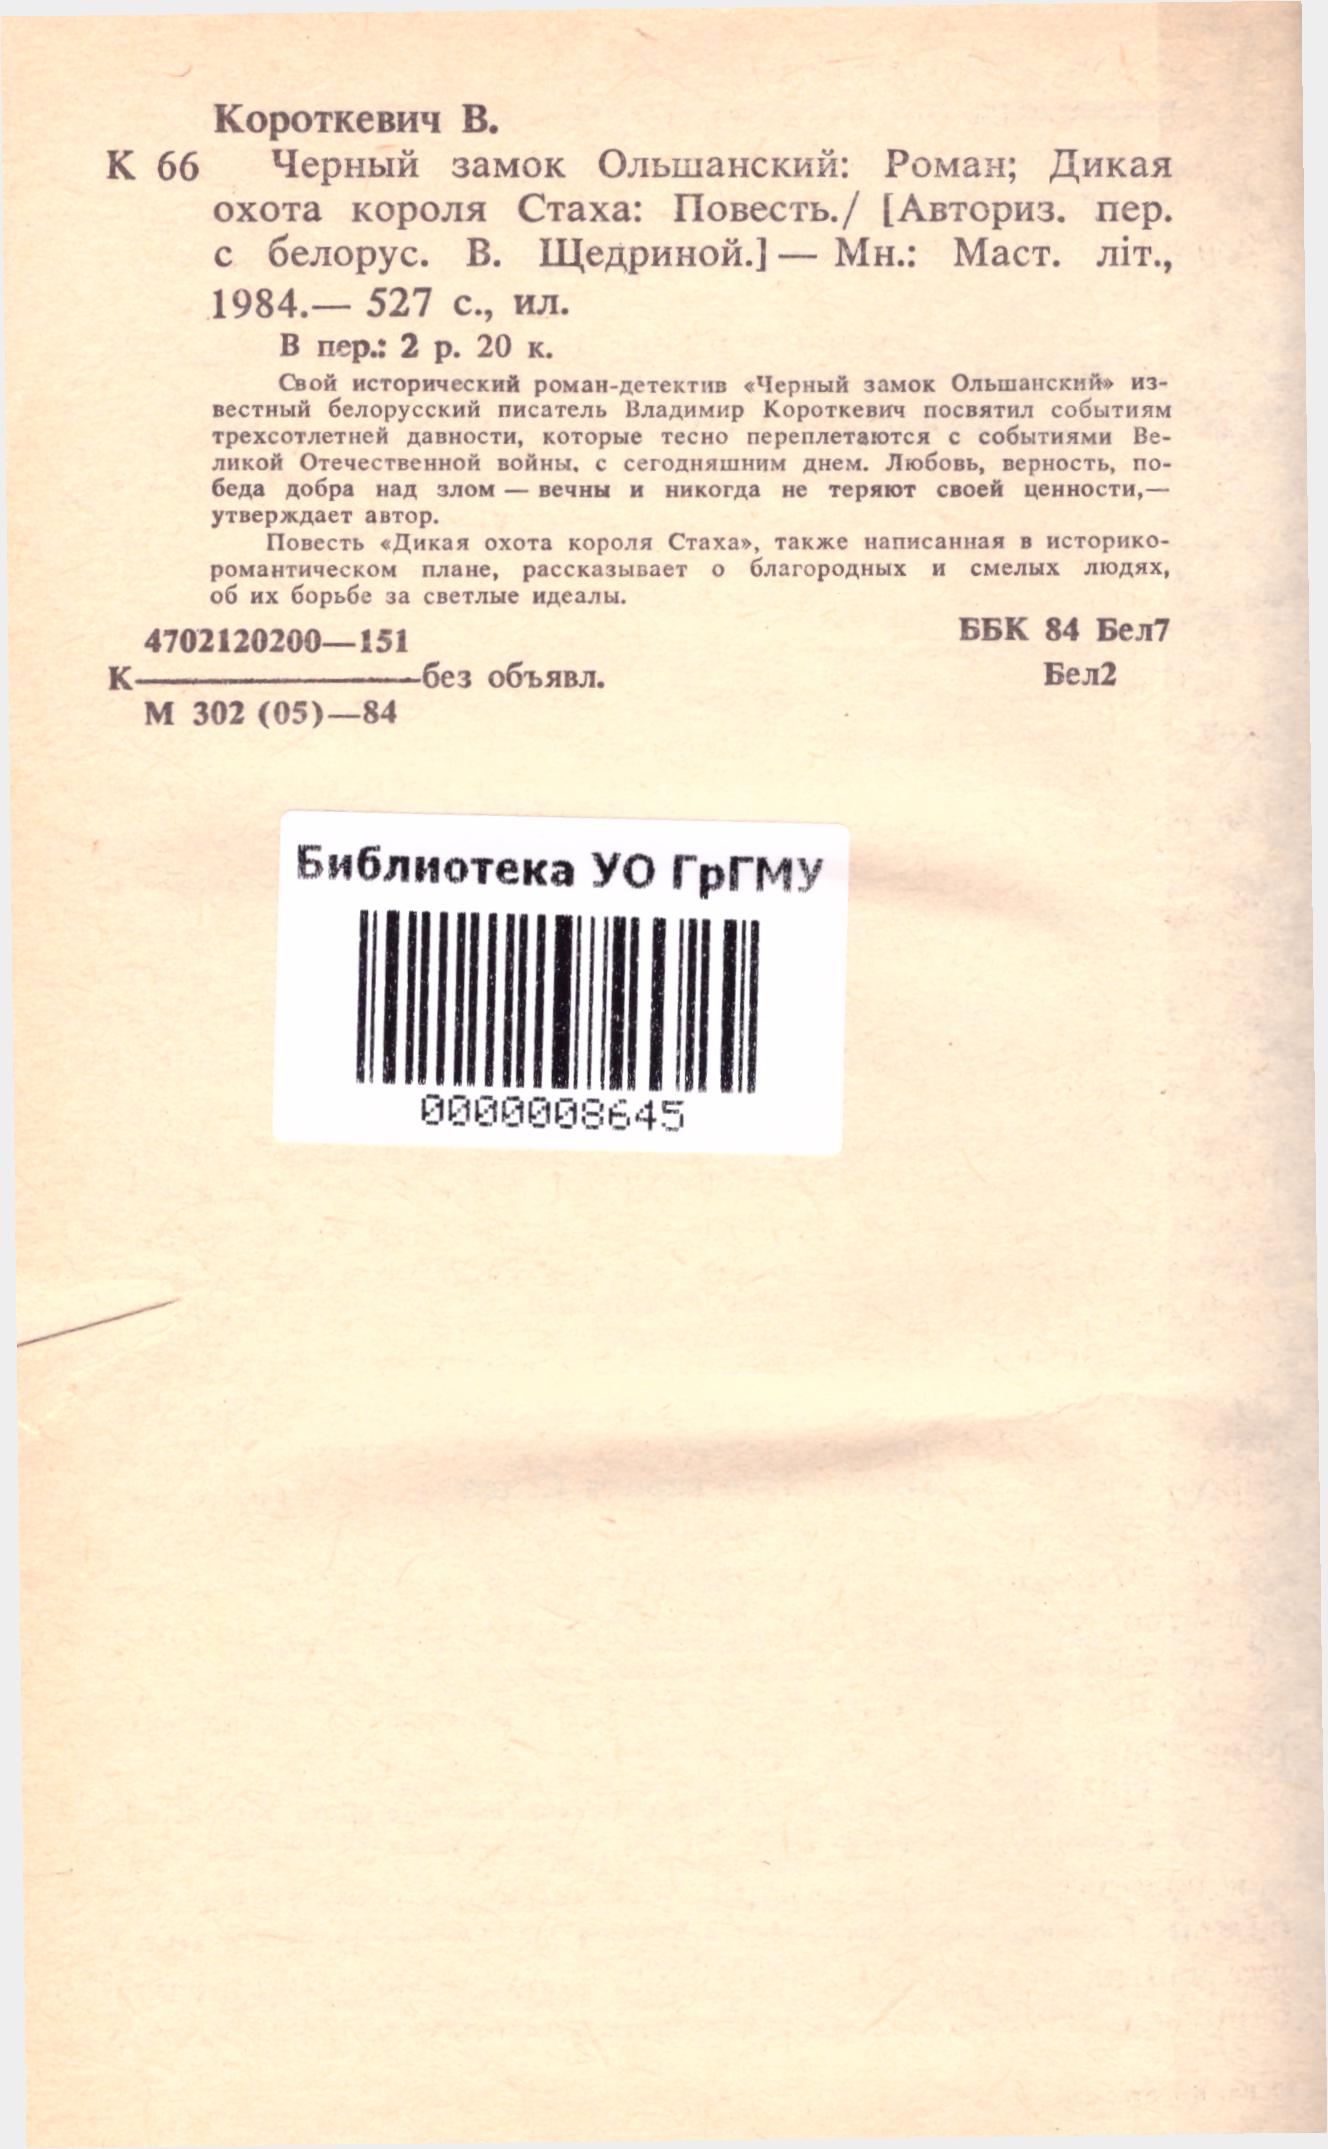 Короткевич В.
К 66 Черный замок Ольшанский: Роман; Дикая
охота короля Стаха: Повесть./ [Авториз. пер.
с белорус. В. Щедриной.] — Мн.: Маст. літ.,
1984.— 527 с., ил.
В пер.: 2 р. 20 к.
Свой исторический роман-детектив «Черный замок Ольшанский» из-
вестный белорусский писатель Владимир Короткевич посвятил событиям
трехсотлетней давности, которые тесно переплетаются с событиями Ве-
ликой Отечественной войны, с сегодняшним днем. Любовь, верность, по-
беда добра над злом — вечны и никогда не теряют своей ценности,—
утверждает автор.
Повесть «Дикая охота короля Стаха», также написанная в историко-
романтическом плане, рассказывает о благородных и смелых людях,
об их борьбе за светлые идеалы.
4702120200—151
К————без объявл.
М 302 (05)—84
ББК 84 Бел7
Бел2
Библиотека УО ГрГМУ
0000008645